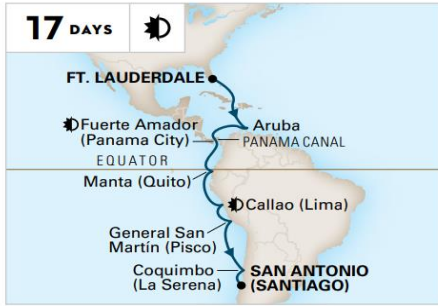 17 DAYS
FT. LAUDERDALE
Fuerte Amador
(Panama City)
Aruba
PANAMA CANAL
EQUATOR
Manta (Quito)
Callao (Lima)
General San
Martín (Pisco)
Coquimbo
(La Serena)
SAN ANTONIO
(SANTIAGO)